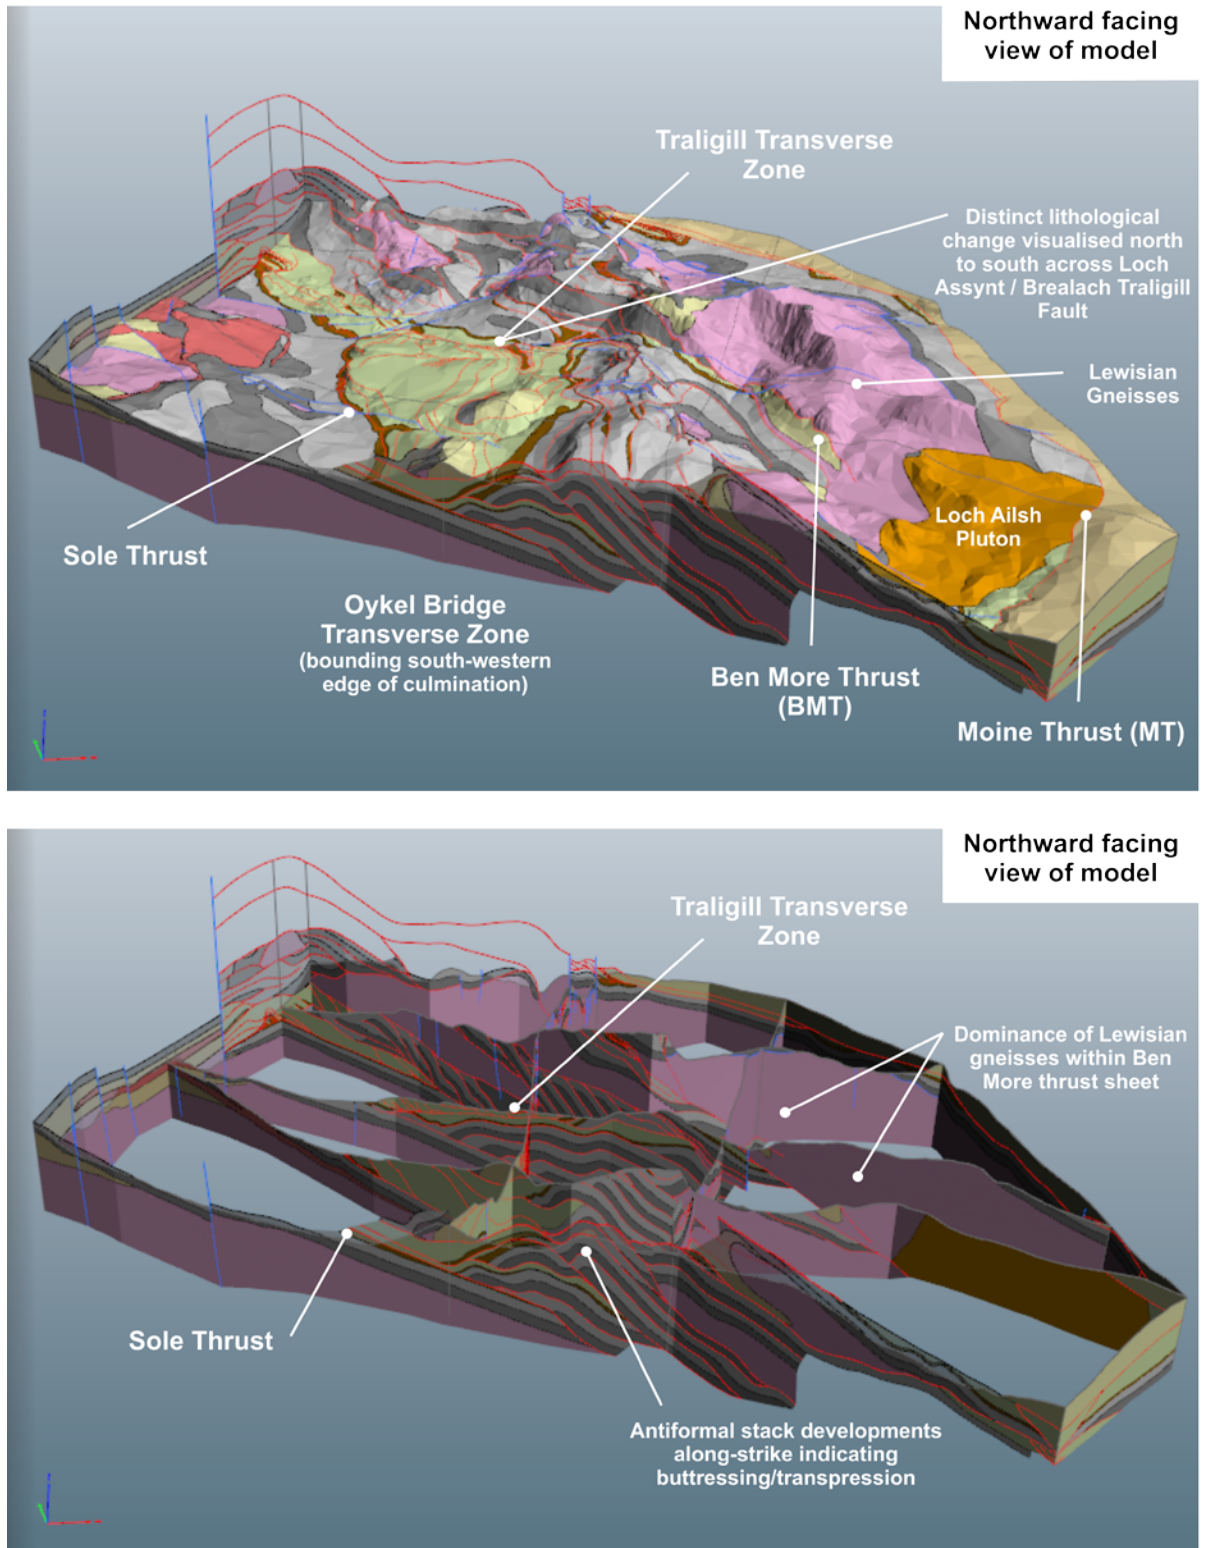 Northward facing
view of model
Traligill Transverse
Zone
Distinct lithological
change visualised north
to south across Loch
Assynt / Brealach Traligill
Fault
Lewisian
Gneisses
Loch Ailsh
Pluton
Sole Thrust
Oykel Bridge
Transverse Zone
(bounding south-western
edge of culmination)
Ben More Thrust
(BMT)
Moine Thrust (MT)
Northward facing
view of model
Traligill Transverse
Zone
Dominance of Lewisian
gneisses within Ben
More thrust sheet
Sole Thrust
Antiformal stack developments
along-strike indicating
buttressing/transpression